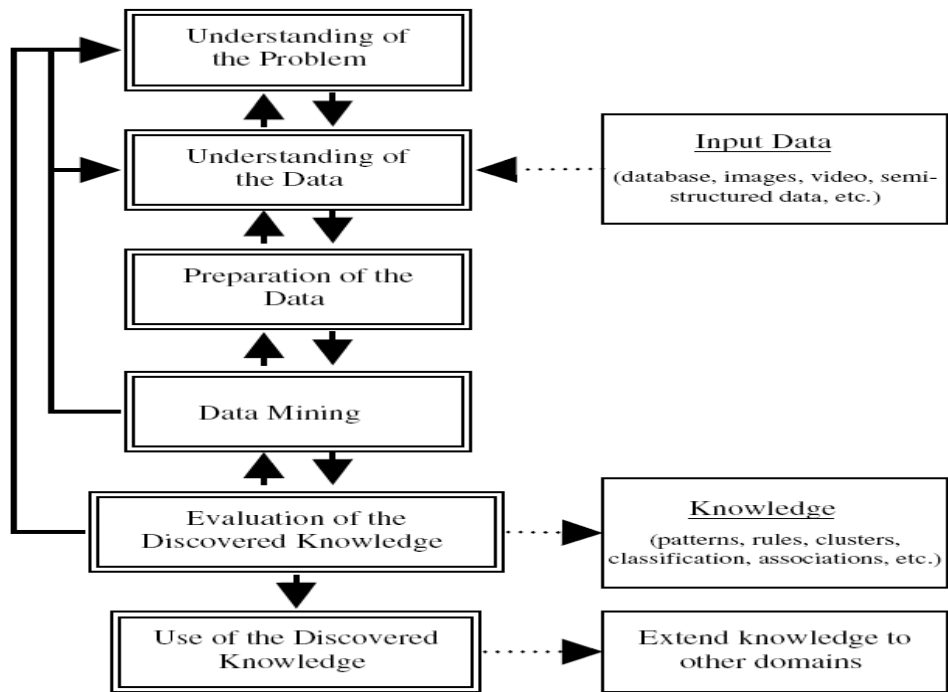 Understanding of
the Problem
Understanding of
the Data
Input Data
(database, images, video, semi-
structured data, etc.)
Preparation of the
Data
Data Mining
Evaluation of the
Discovered Knowledge
Knowledge
(patterns, rules, clusters,
classification, associations, etc.)
Use of the Discovered
Knowledge
Extend knowledge to
other domains